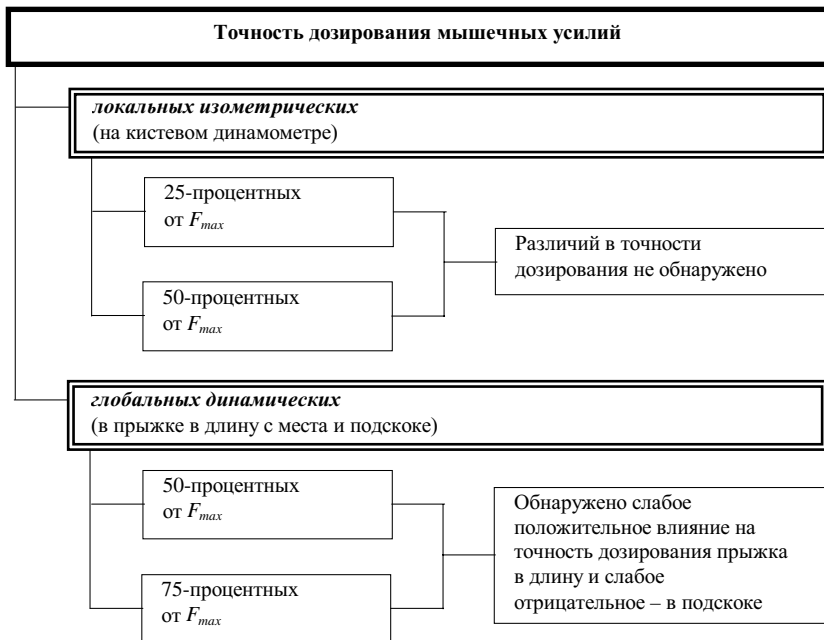 Точность дозирования мышечных усилий
локальных изометрических
(на кистевом динамометре)
25-процентных
от Fmax
Различий в точности
дозирования не обнаружено
50-процентных
от Fmax
глобальных динамических
(в прыжке в длину с места и подскоке)
50-процентных
от Fmax
Обнаружено слабое
положительное влияние на
точность дозирования прыжка
в длину и слабое
отрицательное – в подскоке
75-процентных
от Fmax